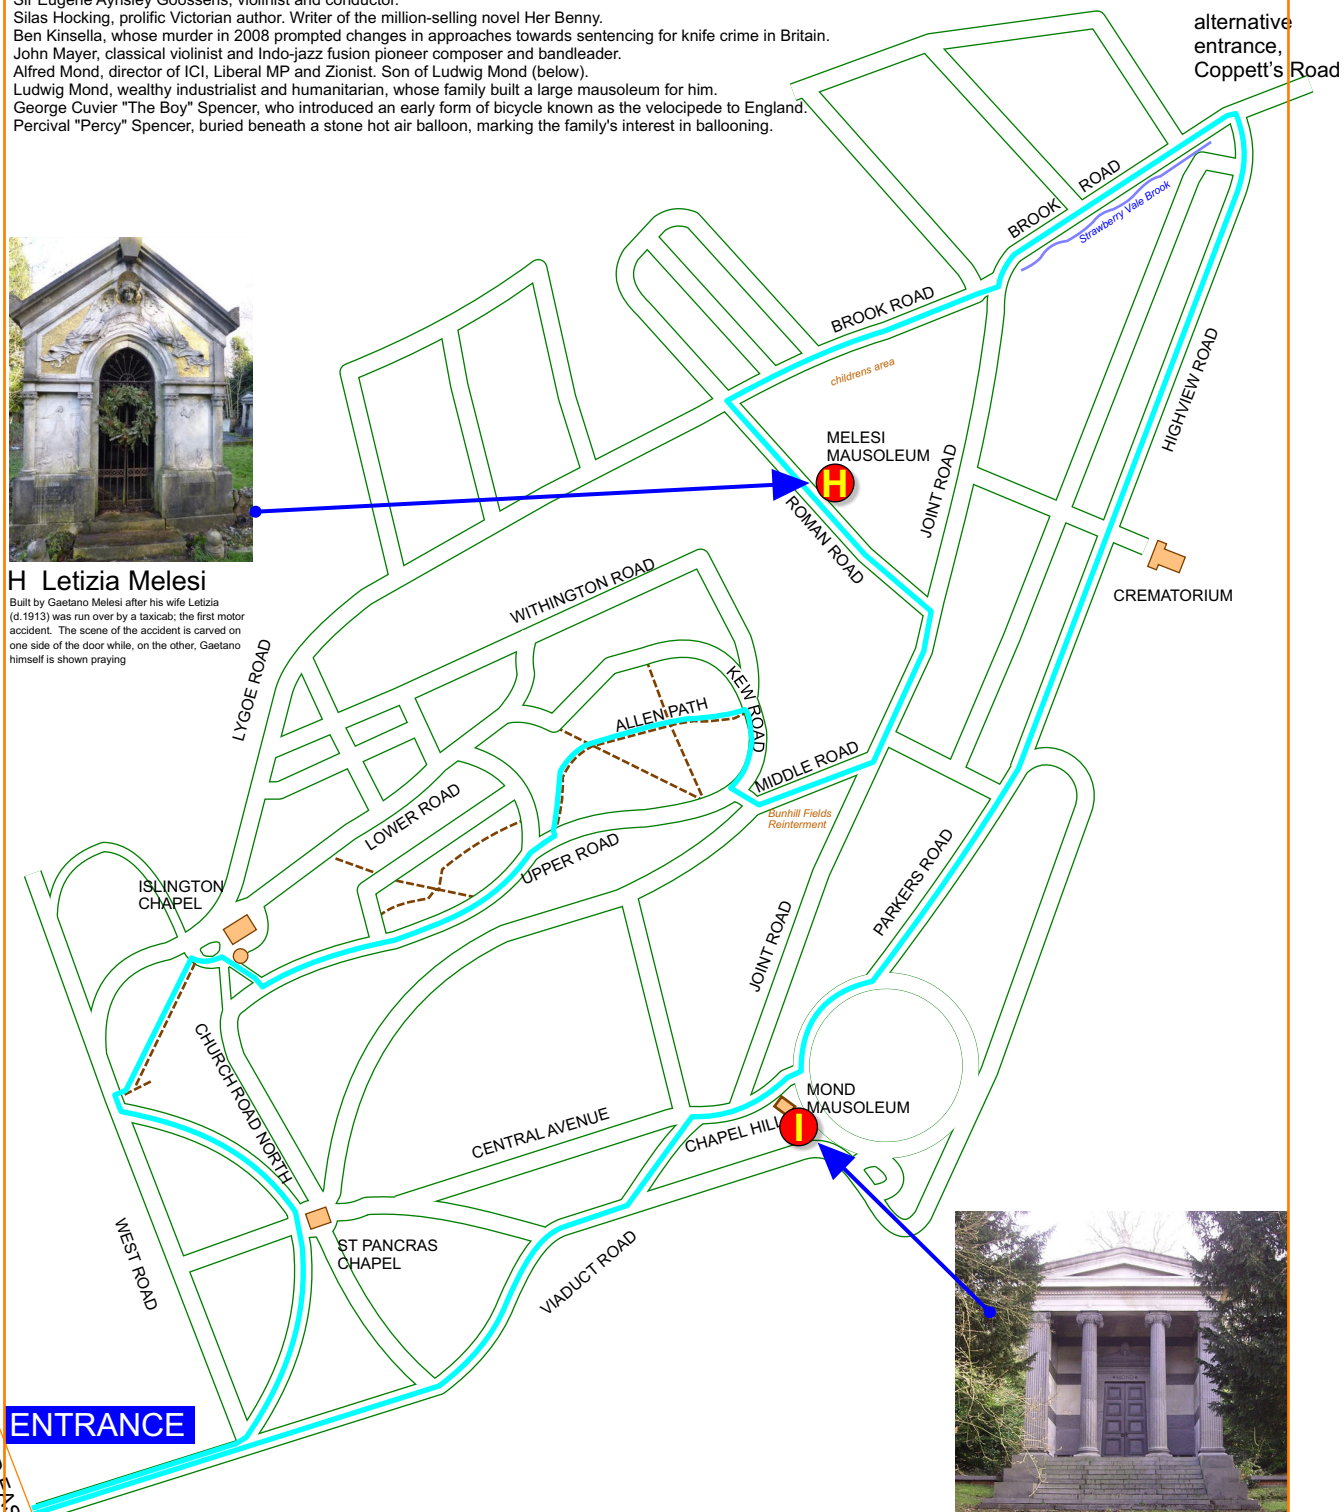 Sir Eugene Aynsley Goossens, violinist and conductor.
Silas Hocking, prolific Victorian author. Writer of the million-selling novel Her Benny.
Ben Kinsella, whose murder in 2008 prompted changes in approaches towards sentencing for knife crime in Britain.
John Mayer, classical violinist and Indo-jazz fusion pioneer composer and bandleader.
Alfred Mond, director of ICI, Liberal MP and Zionist. Son of Ludwig Mond (below).
Ludwig Mond, wealthy industrialist and humanitarian, whose family built a large mausoleum for him.
George Cuvier "The Boy" Spencer, who introduced an early form of bicycle known as the velocipede to England.
Percival "Percy" Spencer, buried beneath a stone hot air balloon, marking the family's interest in ballooning.
alternative
entrance,
Coppett's Road
BROOK
ROAD
Strawberry Vale Brook
BROOK ROAD
childrens area
HIGHVIEW ROAD
MELESI
MAUSOLEUM
H
JOINT ROAD
ROMAN ROAD
CREMATORIUM
H Letizia Melesi
Built by Gaetano Melesi after his wife Letizia
(d.1913) was run over by a taxicab; the first motor
accident. The scene of the accident is carved on
one side of the door while, on the other, Gaetano
himself is shown praying
WITHINGTON ROAD
LYGOE ROAD
KEW ROAD
ALLEN PATH
MIDDLE ROAD
Bunhill Fields
Reinterment
LOWER ROAD
UPPER ROAD
PARKERS ROAD
ISLINGTON
CHAPEL
JOINT ROAD
CHURCH ROAD NORTH
MOND
MAUSOLEUM
I
CHAPEL HILL
CENTRAL AVENUE
WEST ROAD
ST PANCRAS
CHAPEL
VIADUCT ROAD
ENTRANCE